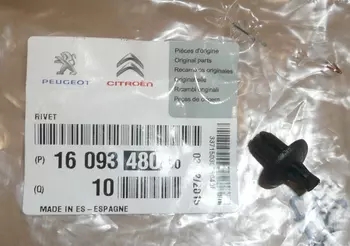 PEUGEOT
CITROËN
Pièces d'origine
Original parts
Recambios originales
Originalteile
Ricambi originali
Peças de origem
RIVET
(P) 16 093 480 80
(Q) 10
MADE IN ES - ESPAGNE